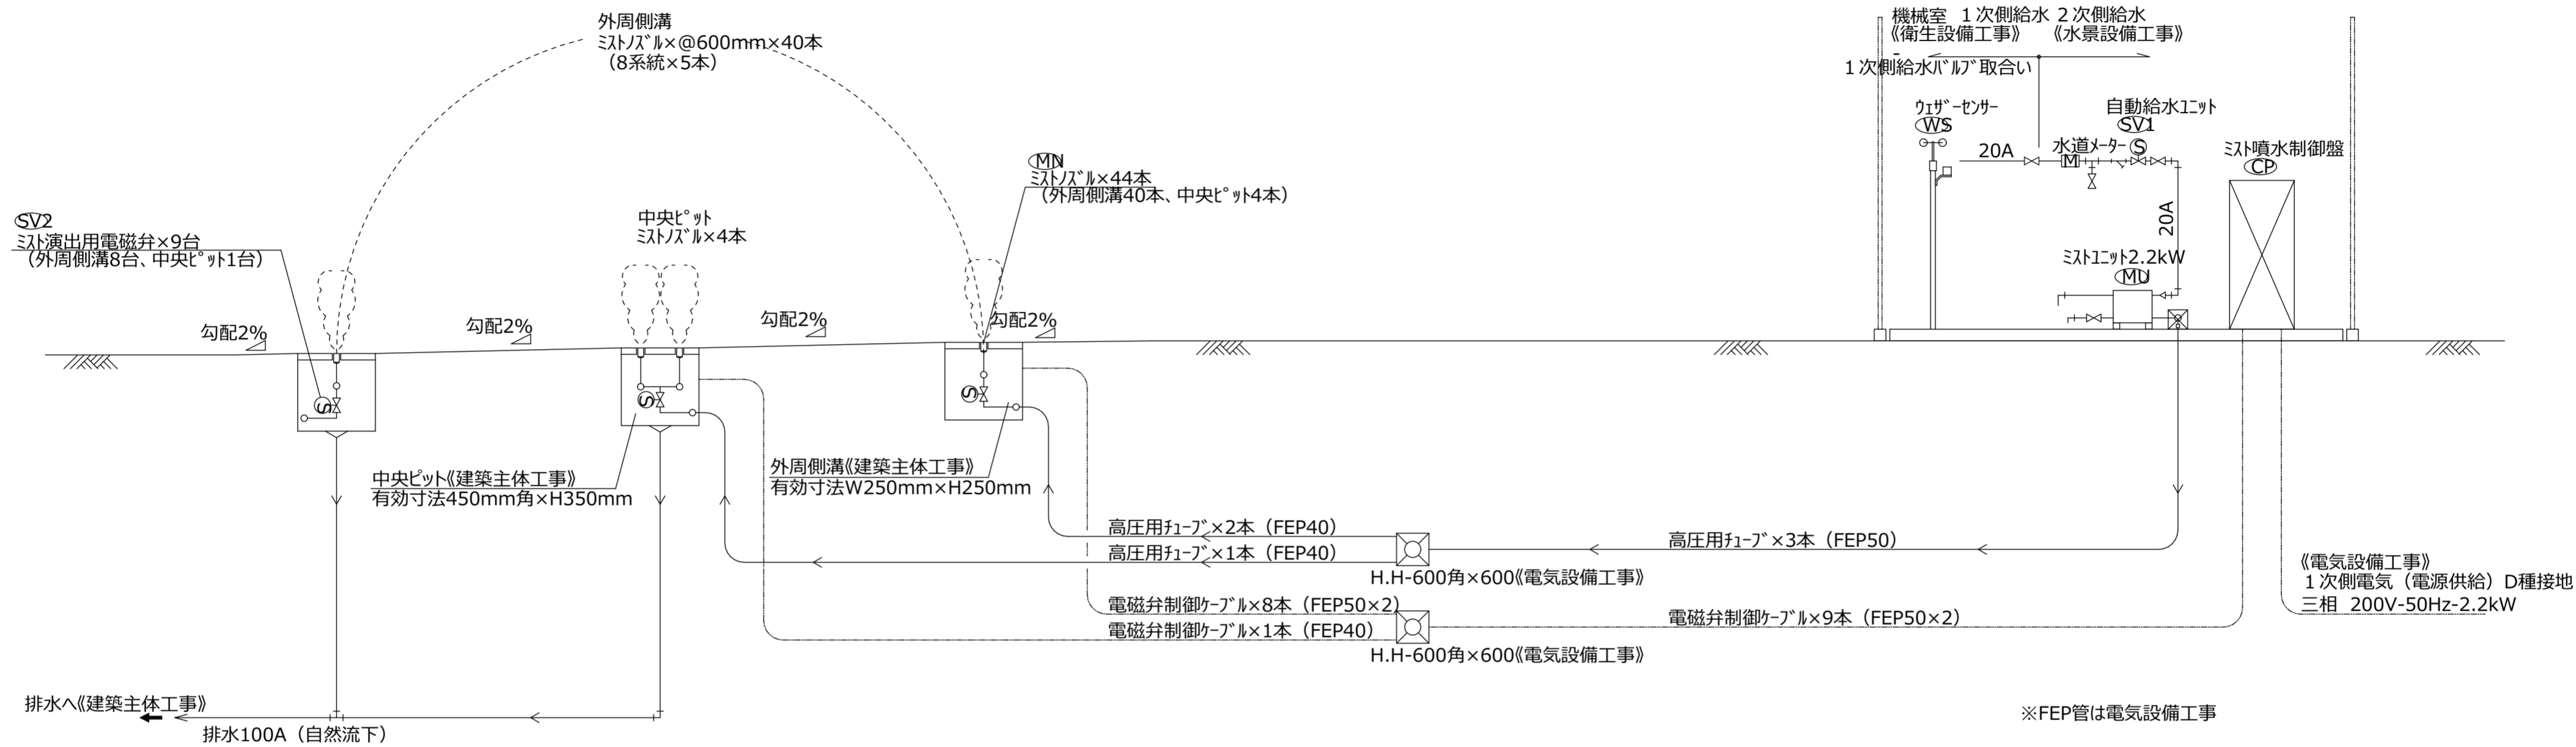 外周側溝
ﾐｽﾄﾉｽﾞﾙ×@600mm×40本
（8系統×5本）
機械室 １次側給水 ２次側給水
《衛生設備工事》 《水景設備工事》
１次側給水ﾊﾞﾙﾌﾞ取合い
ｳｪｻﾞｰｾﾝｻｰ
WS
自動給水ﾕﾆｯﾄ
SV1
20A
水道ﾒｰﾀｰ
S
M
ﾐｽﾄ噴水制御盤
CP
20A
ﾐｽﾄﾕﾆｯﾄ2.2kW
MU
MN
ﾐｽﾄﾉｽﾞﾙ×44本
（外周側溝40本、中央ﾋﾟｯﾄ4本）
SV2
ﾐｽﾄ演出用電磁弁×9台
（外周側溝8台、中央ﾋﾟｯﾄ1台）
中央ﾋﾟｯﾄ
ﾐｽﾄﾉｽﾞﾙ×4本
勾配2%
勾配2%
勾配2%
勾配2%
S
S
S
中央ピット《建築主体工事》
有効寸法450mm角×H350mm
外周側溝《建築主体工事》
有効寸法W250mm×H250mm
高圧用ﾁｭｰﾌﾞ×2本（FEP40）
高圧用ﾁｭｰﾌﾞ×1本（FEP40）
高圧用ﾁｭｰﾌﾞ×3本（FEP50）
H.H-600角×600《電気設備工事》
電磁弁制御ｹｰﾌﾞﾙ×8本（FEP50×2）
電磁弁制御ｹｰﾌﾞﾙ×1本（FEP40）
電磁弁制御ｹｰﾌﾞﾙ×9本（FEP50×2）
H.H-600角×600《電気設備工事》
《電気設備工事》
１次側電気（電源供給）D種接地
三相 200V-50Hz-2.2kW
排水へ《建築主体工事》
排水100A（自然流下）
※FEP管は電気設備工事